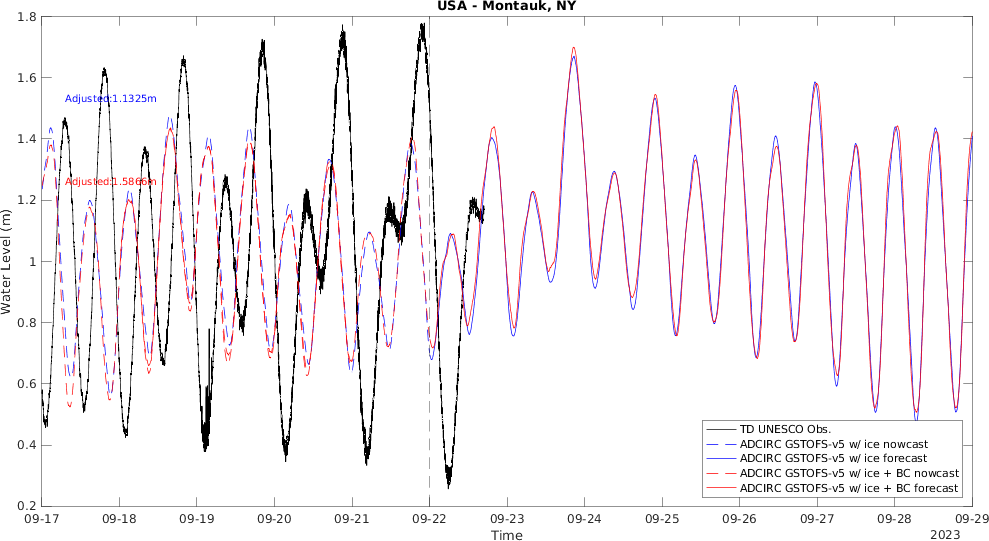 USA - Montauk, NY
1.8
1.6
1.4
1.2
1
0.8
0.6
0.4
0.2
Water Level (m)
Adjusted:1.1325m
Adjusted:1.5866m
TD UNESCO Obs.
ADCIRC GSTOFS-v5 w/ ice nowcast
ADCIRC GSTOFS-v5 w/ ice forecast
ADCIRC GSTOFS-v5 w/ ice + BC nowcast
ADCIRC GSTOFS-v5 w/ ice + BC forecast
09-17 09-18 09-19 09-20 09-21 09-22 09-23 09-24 09-25 09-26 09-27 09-28 09-29
Time
2023